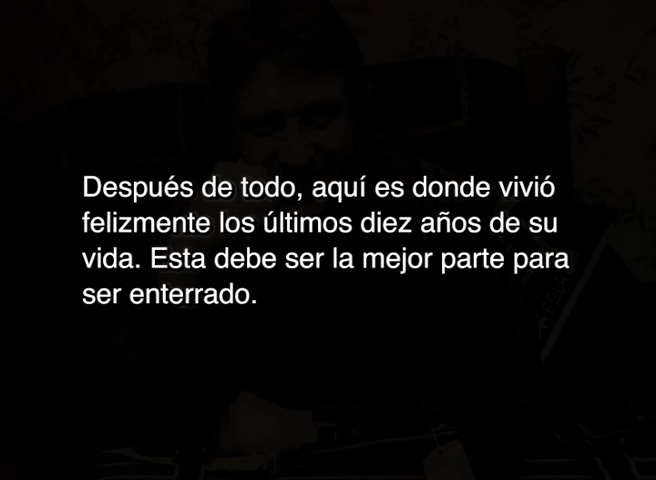 Después de todo, aquí es donde vivió
felizmente los últimos diez años de su
vida. Esta debe ser la mejor parte para
ser enterrado.